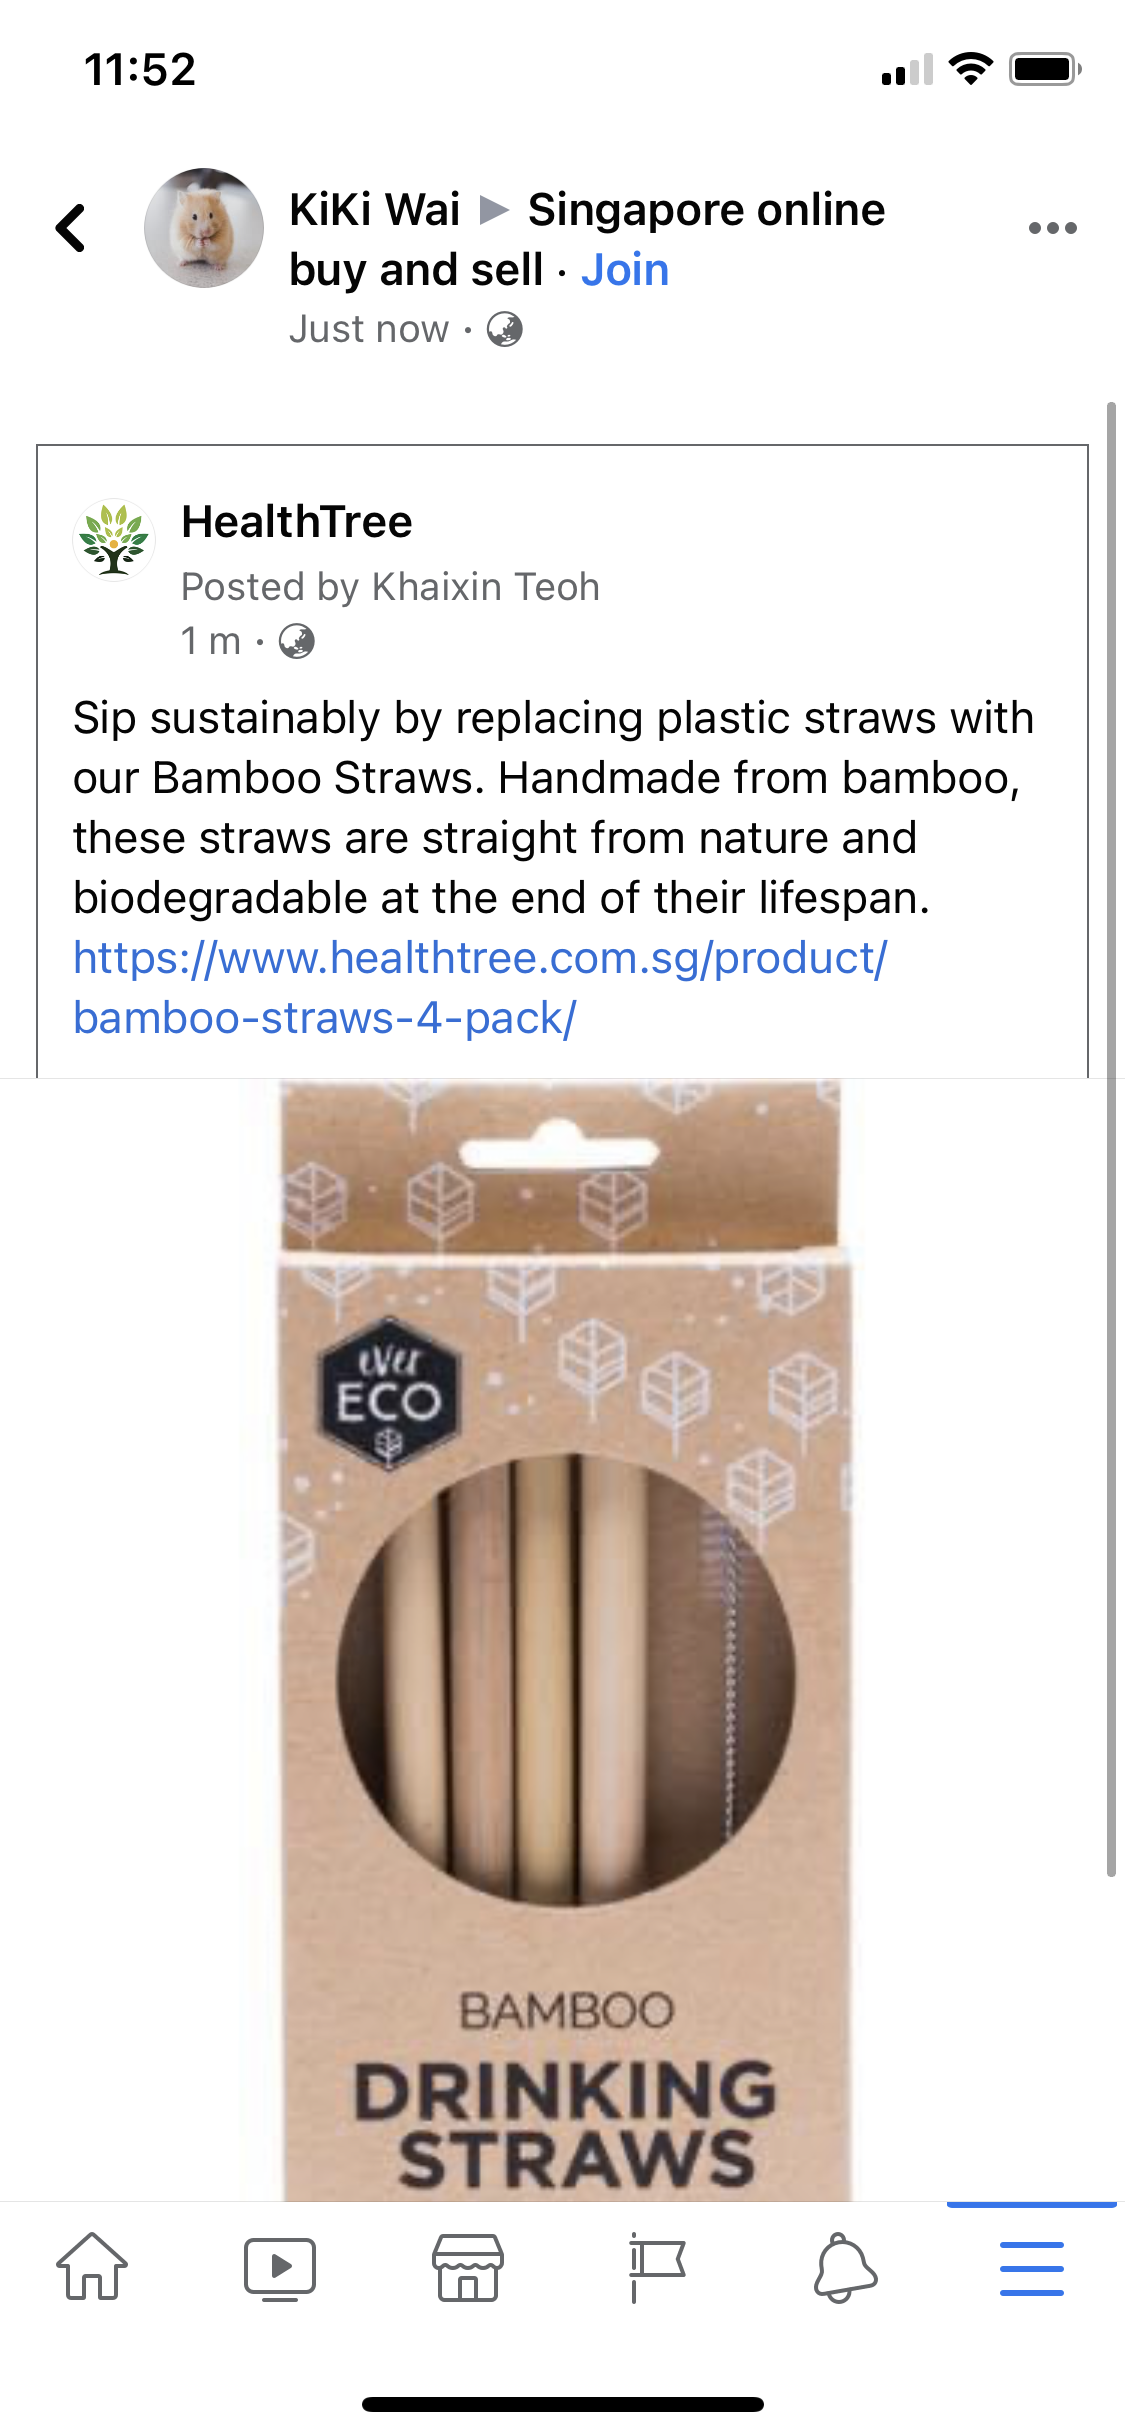 11:52
KiKi Wai ▶ Singapore online
buy and sell · Join
Just now ·
HealthTree
Posted by Khaixin Teoh
1 m ·
Sip sustainably by replacing plastic straws with
our Bamboo Straws. Handmade from bamboo,
these straws are straight from nature and
biodegradable at the end of their lifespan.
https://www.healthtree.com.sg/product/
bamboo-straws-4-pack/
ever
ECO
BAMBOO
DRINKING
STRAWS